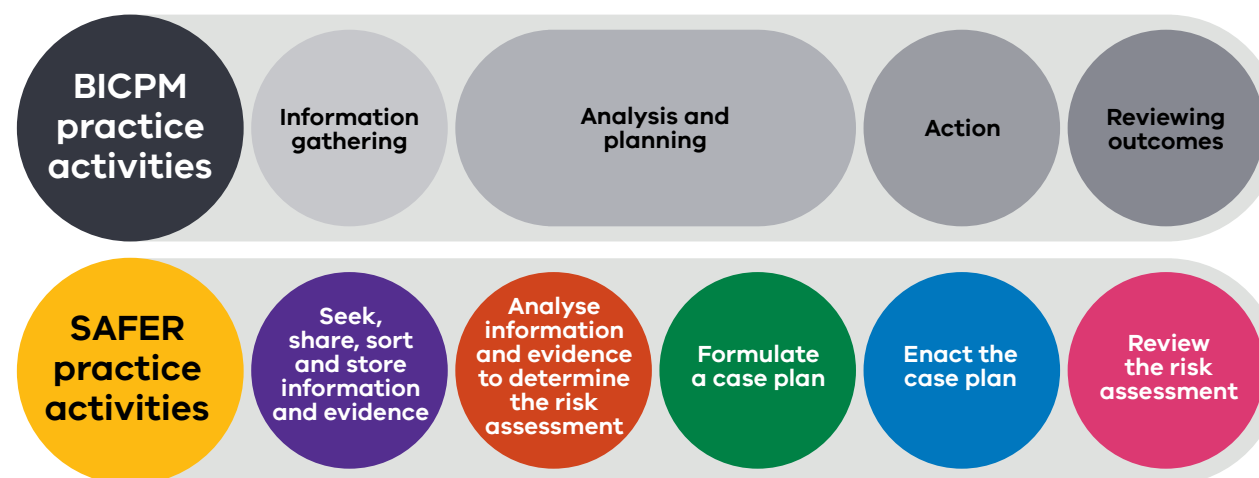 BICPM
practice
activities
Information
gathering
Analysis and
planning
Action
Reviewing
outcomes
SAFER
practice
activities
Seek,
share, sort
and store
information
and evidence
Analyse
information
and evidence
to determine
the risk
assessment
Formulate
a case plan
Enact the
case plan
Review
the risk
assessment